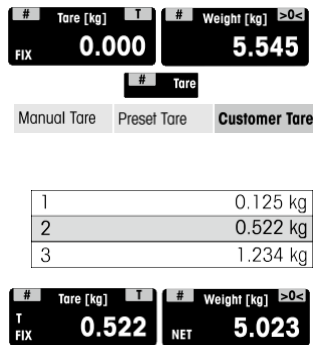 # Tare [kg] T # Weight [kg] >0<
FIX 0.000 5.545
# Tare
Manual Tare Preset Tare Customer Tare
1 0.125 kg
2 0.522 kg
3 1.234 kg
# Tare [kg] T # Weight [kg] >0<
T
FIX 0.522 NET 5.023